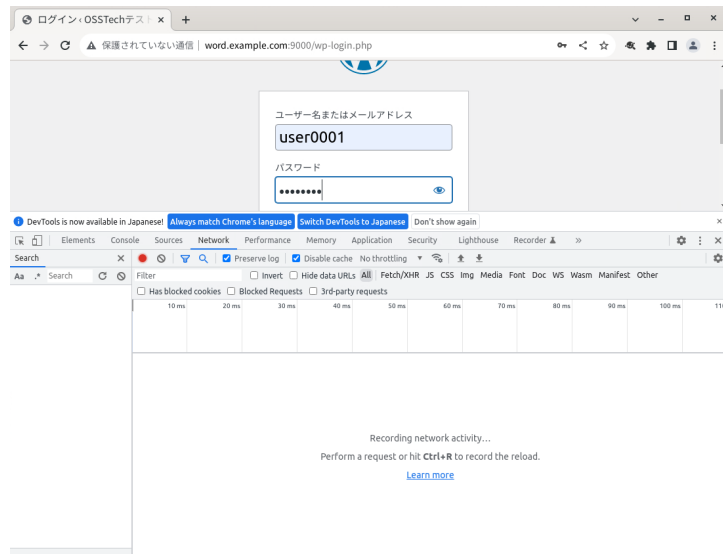 ログイン ‹ OSSTechテスト
保護されていない通信 | word.example.com:9000/wp-login.php
ユーザー名またはメールアドレス
user0001
パスワード
••••••••
DevTools is now available in Japanese! Always match Chrome's language Switch DevTools to Japanese Don't show again
Elements Console Sources Network Performance Memory Application Security Lighthouse Recorder »
Search Preserve log Disable cache No throttling
Aa .* Search Filter Invert Hide data URLs All Fetch/XHR JS CSS Img Media Font Doc WS Wasm Manifest Other
Has blocked cookies Blocked Requests 3rd-party requests
10 ms 20 ms 30 ms 40 ms 50 ms 60 ms 70 ms 80 ms 90 ms 100 ms
Recording network activity...
Perform a request or hit Ctrl+R to record the reload.
Learn more